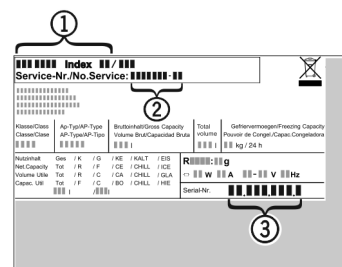 1
Index /
Service-Nr./No.Service: -
2
Klasse/Class
Classe/Clase
Ap-Typ/AP-Type
AP-Type/AP-Tipo
Bruttoinhalt/Gross Capacity
Volume Brut/Capacidad Bruta
l
Total
volume
Gefriervermoegen/Freezing Capacity
Pouvoir de Congel./Capac.Congeladora
kg / 24 h
Nutzinhalt Ges / K / G / KE / KALT / EIS
Net.Capacity Tot / R / F / CE / CHILL / ICE
Volume Utile Tot / R / C / CA / CHILL / GLA
Capac. Util Tot / F / C / BO / CHILL / HIE
l / l
R : g
W A - V Hz
Serial-Nr. . . .
3